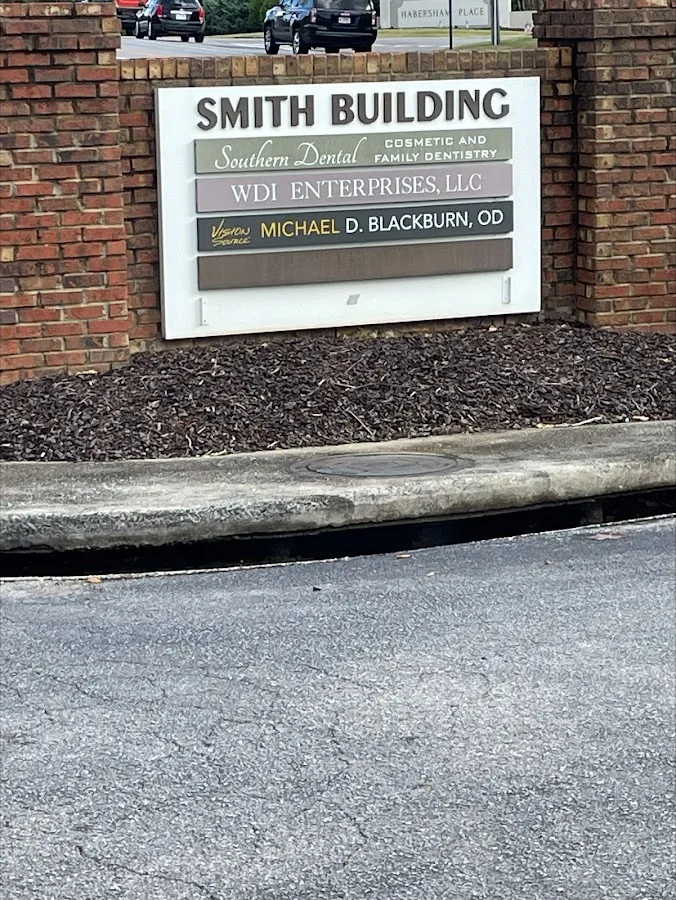 HABERSHAM PLACE
SMITH BUILDING
Southern Dental COSMETIC AND
FAMILY DENTISTRY
WDI ENTERPRISES, LLC
Vision
Source MICHAEL D. BLACKBURN, OD